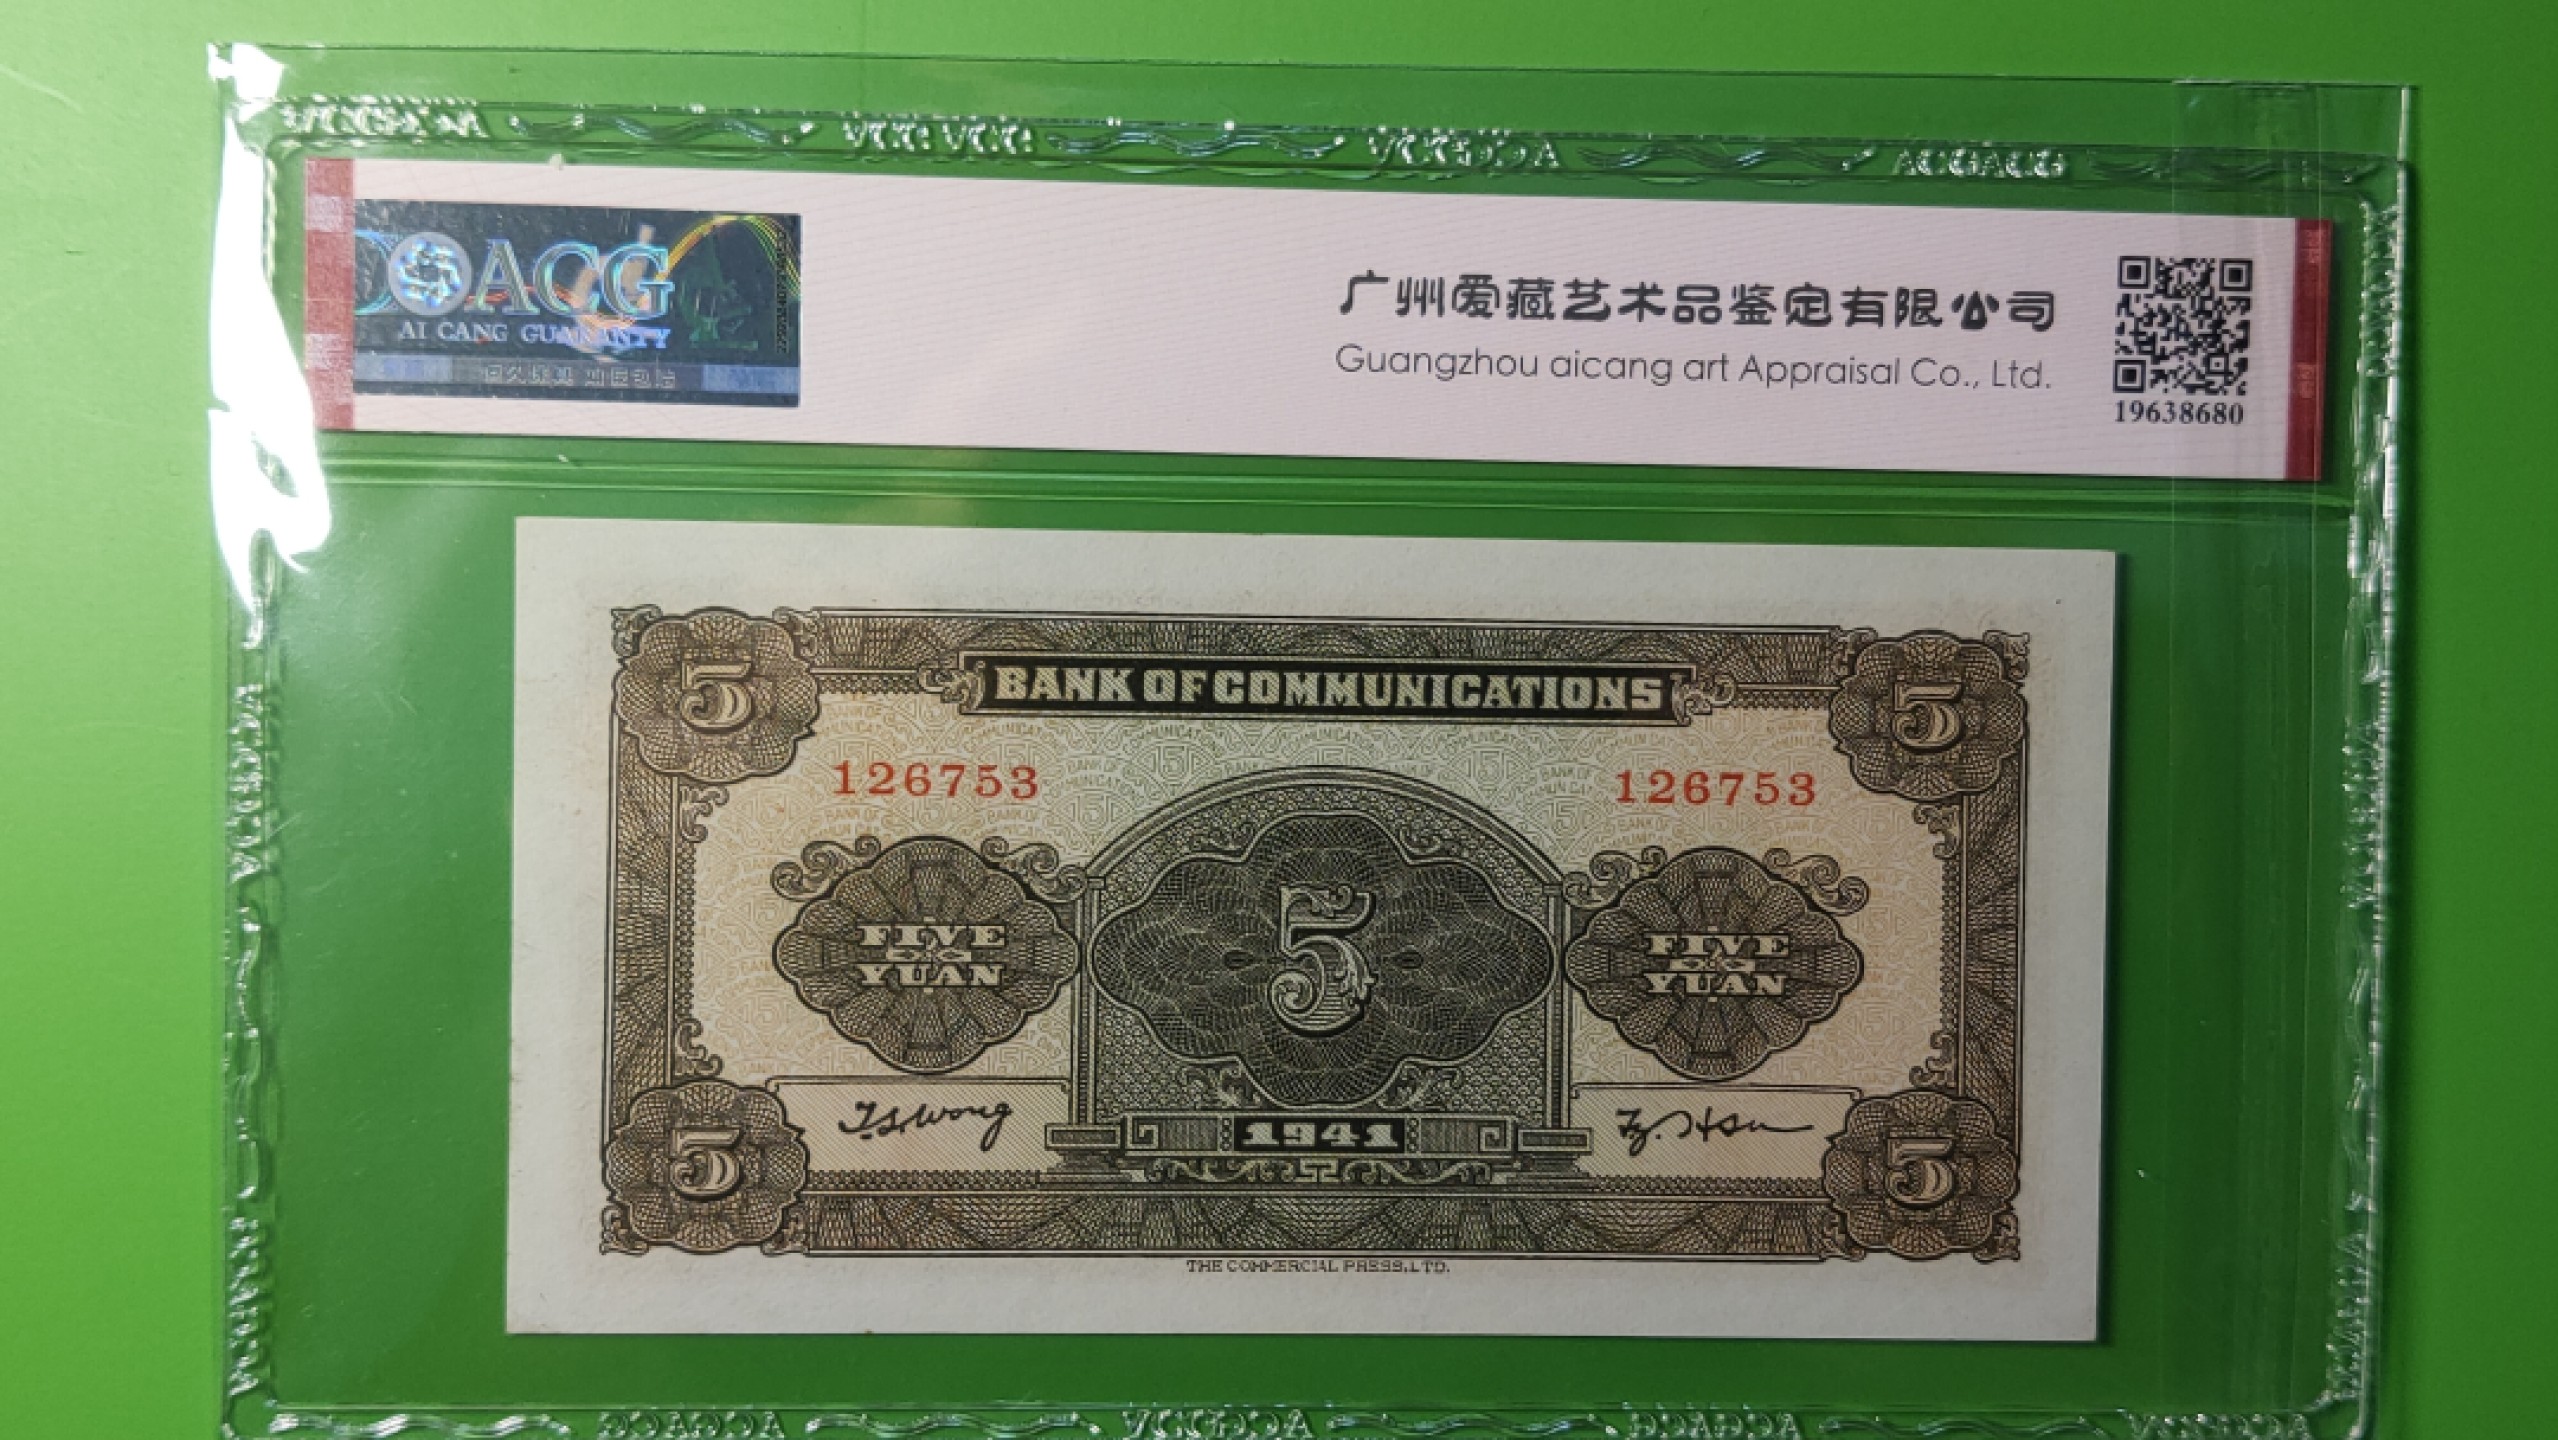 ACG
AI CANG GUARANTY
广州爱藏艺术品鉴定有限公司
Guangzhou aicang art Appraisal Co., Ltd.
19638680
5
5
BANK OF COMMUNICATIONS
126753
126753
FIVE
YUAN
5
FIVE
YUAN
T.S. Wong
1941
5
5
THE COMMERCIAL PRESS, LTD.